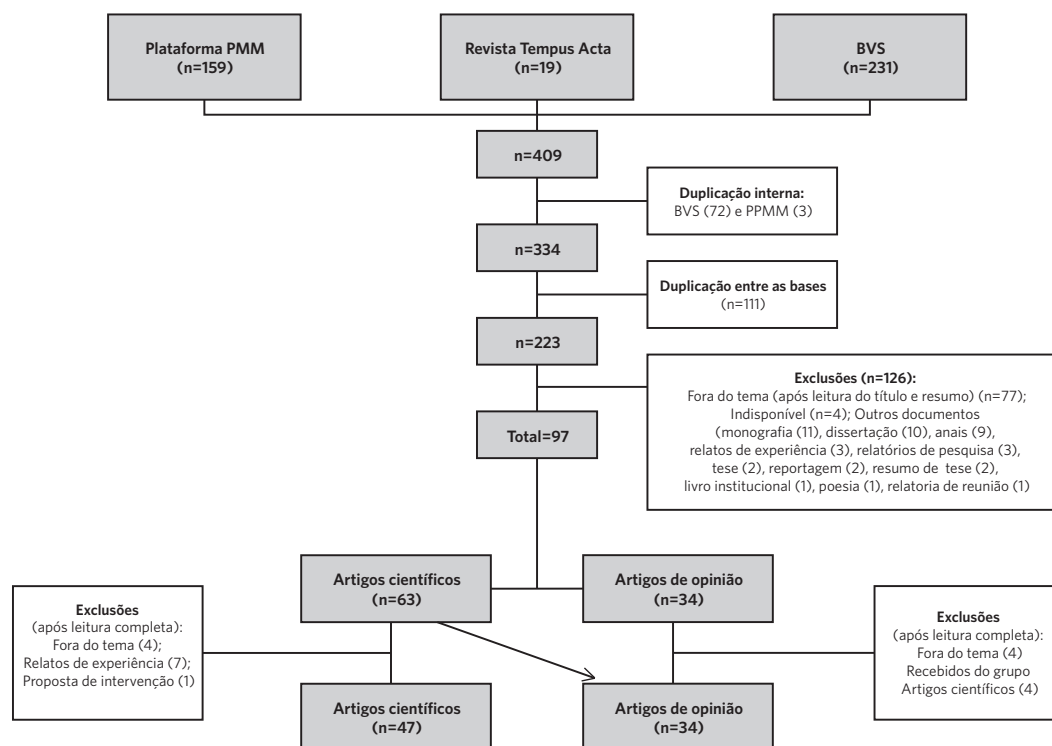 Plataforma PMM
(n=159)
Revista Tempus Acta
(n=19)
BVS
(n=231)
n=409
Duplicação interna:
BVS (72) e PPMM (3)
n=334
Duplicação entre as bases
(n=111)
n=223
Exclusões (n=126):
Fora do tema (após leitura do título e resumo) (n=77);
Indisponível (n=4); Outros documentos
(monografia (11), dissertação (10), anais (9),
relatos de experiência (3), relatórios de pesquisa (3),
tese (2), reportagem (2), resumo de tese (2),
livro institucional (1), poesia (1), relatoria de reunião (1)
Total=97
Artigos científicos
(n=63)
Artigos de opinião
(n=34)
Exclusões
(após leitura completa):
Fora do tema (4);
Relatos de experiência (7);
Proposta de intervenção (1)
Exclusões
(após leitura completa):
Fora do tema (4)
Recebidos do grupo
Artigos científicos (4)
Artigos científicos
(n=47)
Artigos de opinião
(n=34)